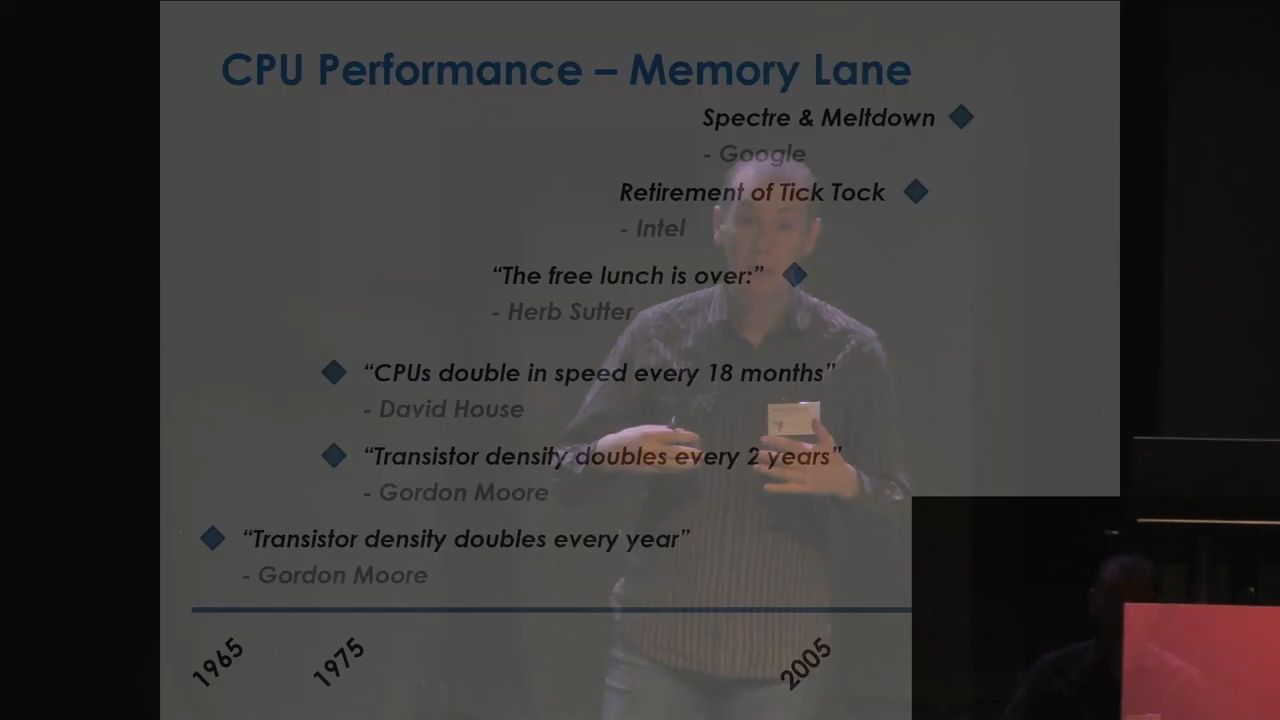 CPU Performance – Memory Lane
Spectre & Meltdown
- Google
Retirement of Tick Tock
- Intel
“The free lunch is over:”
- Herb Sutter
“CPUs double in speed every 18 months”
- David House
“Transistor density doubles every 2 years”
- Gordon Moore
“Transistor density doubles every year”
- Gordon Moore
1965
1975
2005